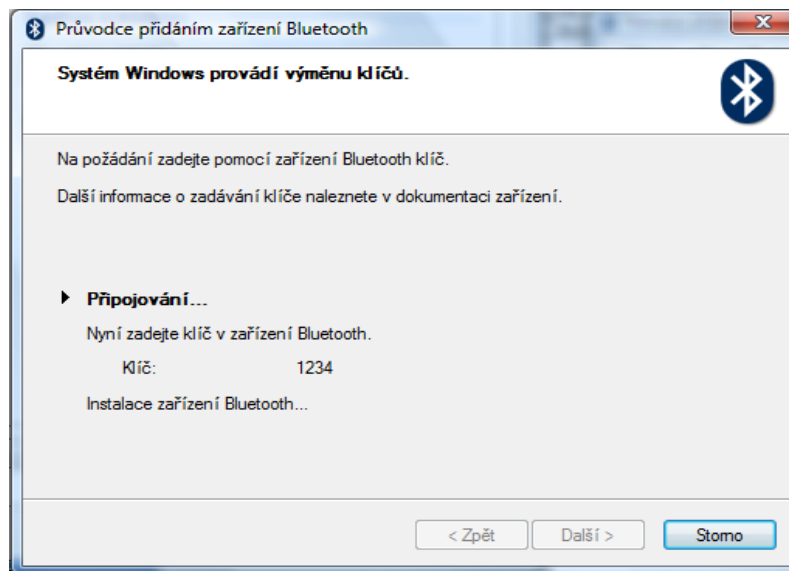 Průvodce přidáním zařízení Bluetooth
Systém Windows provádí výměnu klíčů.
Na požádání zadejte pomocí zařízení Bluetooth klíč.
Další informace o zadávání klíče naleznete v dokumentaci zařízení.
Připojování...
Nyní zadejte klíč v zařízení Bluetooth.
Klíč: 1234
Instalace zařízení Bluetooth...
< Zpět Další > Storno